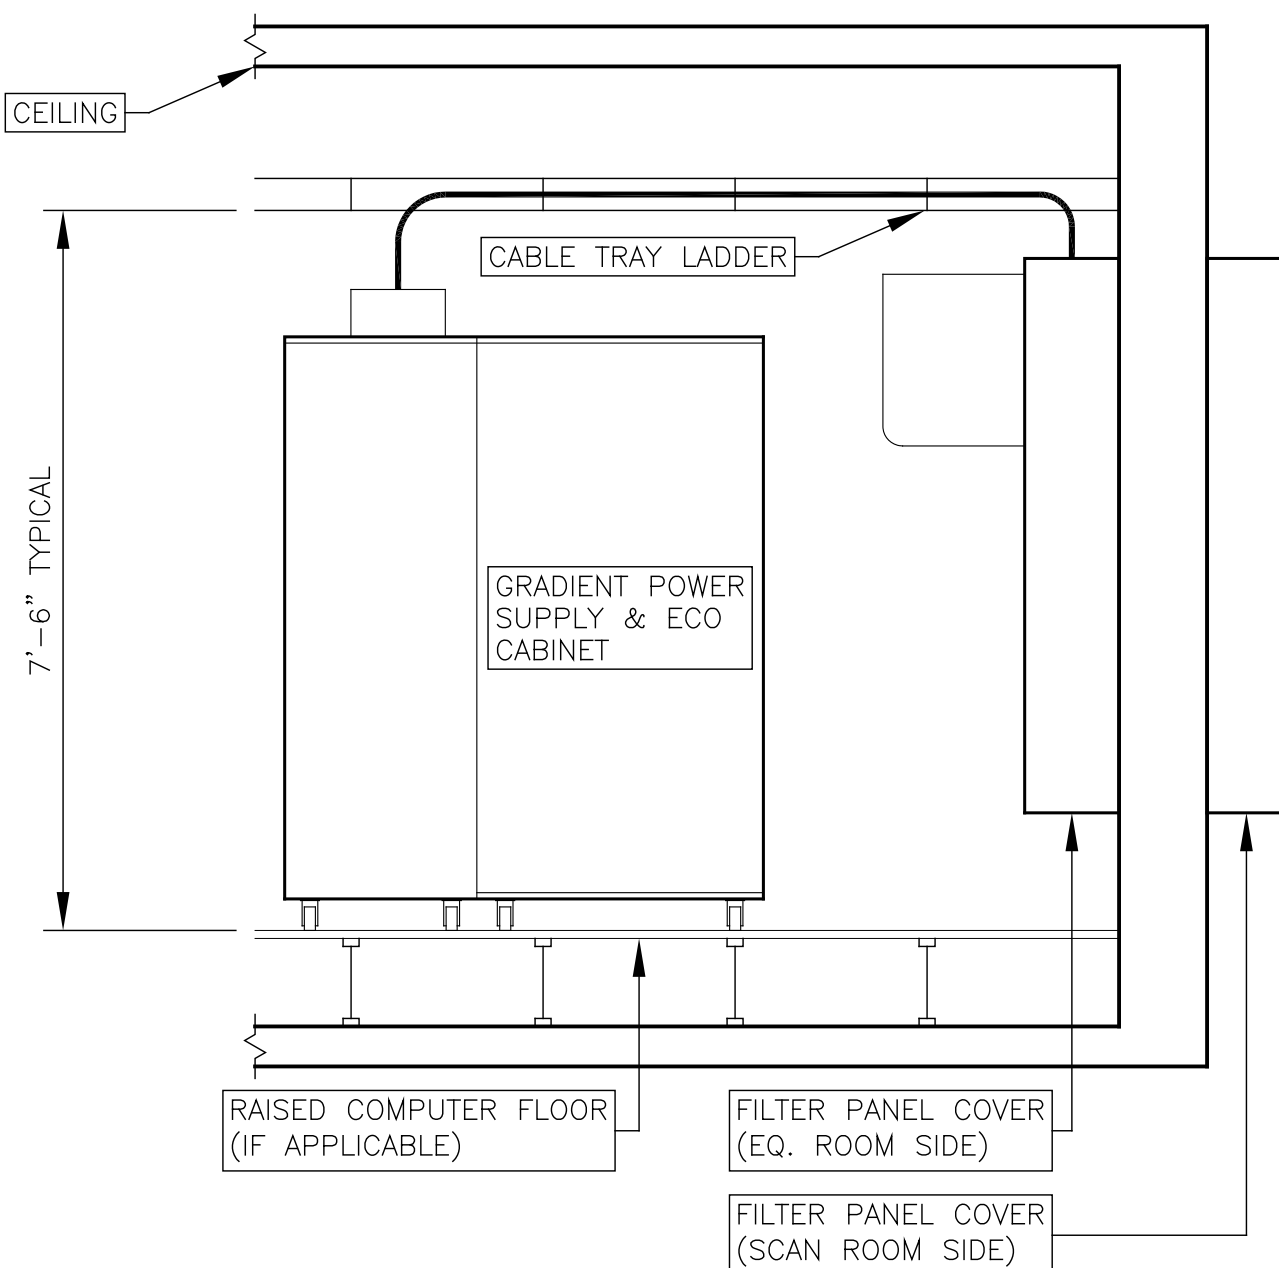 CEILING
CABLE TRAY LADDER
7'-6" TYPICAL
GRADIENT POWER
SUPPLY & ECO
CABINET
RAISED COMPUTER FLOOR
(IF APPLICABLE)
FILTER PANEL COVER
(EQ. ROOM SIDE)
FILTER PANEL COVER
(SCAN ROOM SIDE)